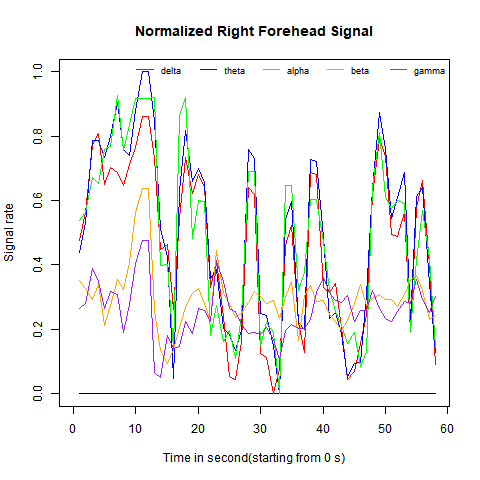 Normalized Right Forehead Signal
delta theta alpha beta gamma
1.0
0.8
0.6
0.4
0.2
0.0
Signal rate
0 10 20 30 40 50 60
Time in second(starting from 0 s)